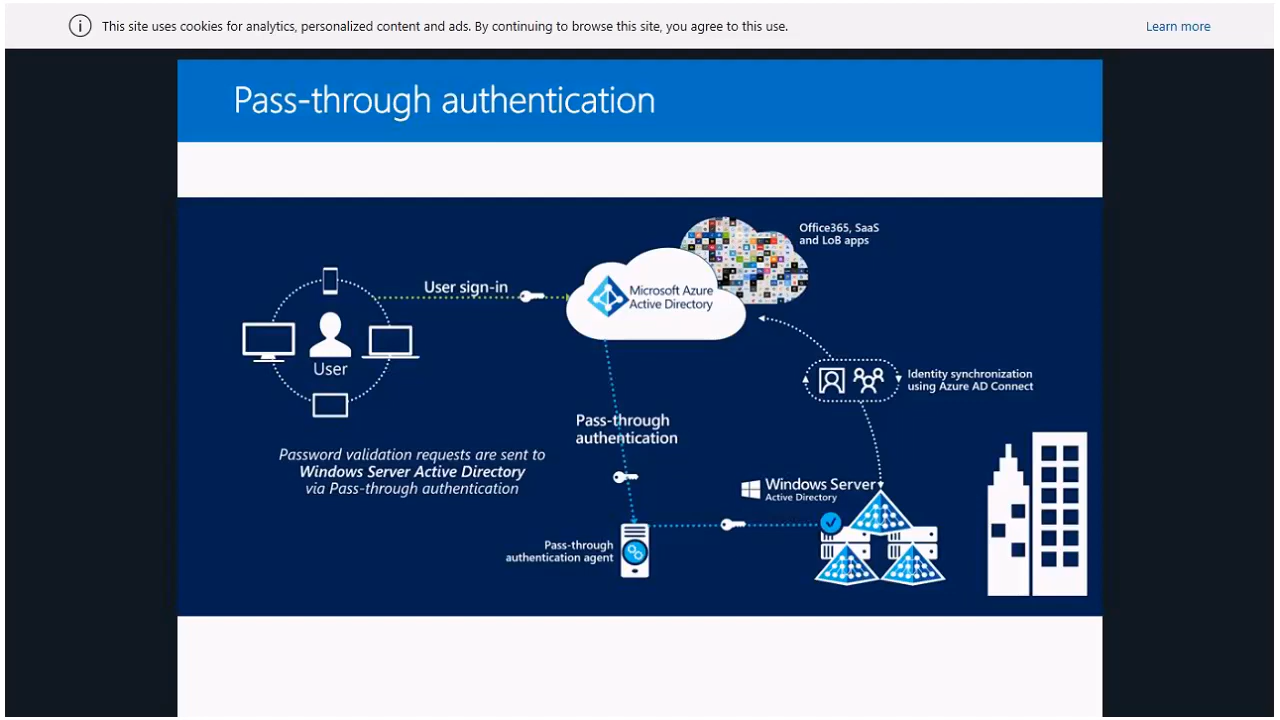 This site uses cookies for analytics, personalized content and ads. By continuing to browse this site, you agree to this use.
Learn more
Pass-through authentication
Office365, SaaS
and LoB apps
User sign-in
Microsoft Azure
Active Directory
User
Identity synchronization
using Azure AD Connect
Pass-through
authentication
Password validation requests are sent to
Windows Server Active Directory
via Pass-through authentication
Windows Server
Active Directory
Pass-through
authentication agent